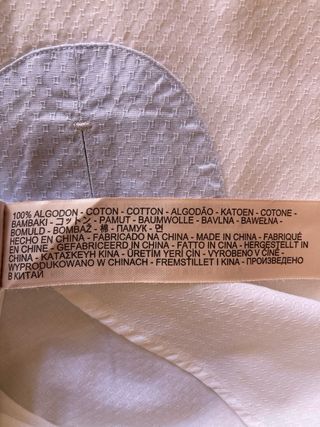 100% ALGODON - COTON - COTTON - ALGODÃO - KATOEN - COTONE -
BAMBAKI - コットン - PAMUT - BAUMWOLLE - BAVLNA - BAWEŁNA -
BOMULD - BOMBAŽ - 棉 - ПАМУК - 면
HECHO EN CHINA - FABRICADO NA CHINA - MADE IN CHINA - FABRIQUÉ
EN CHINE - GEFABRICEERD IN CHINA - FATTO IN CINA - HERGESTELLT IN
CHINA - ΚΑΤΑΣΚΕΥΗ ΚΙΝΑ - ÜRETİM YERİ ÇİN - VYROBENO V ČÍNĚ -
WYPRODUKOWANO W CHINACH - FREMSTILLET I KINA - ПРОИЗВЕДЕНО
В КИТАЙ